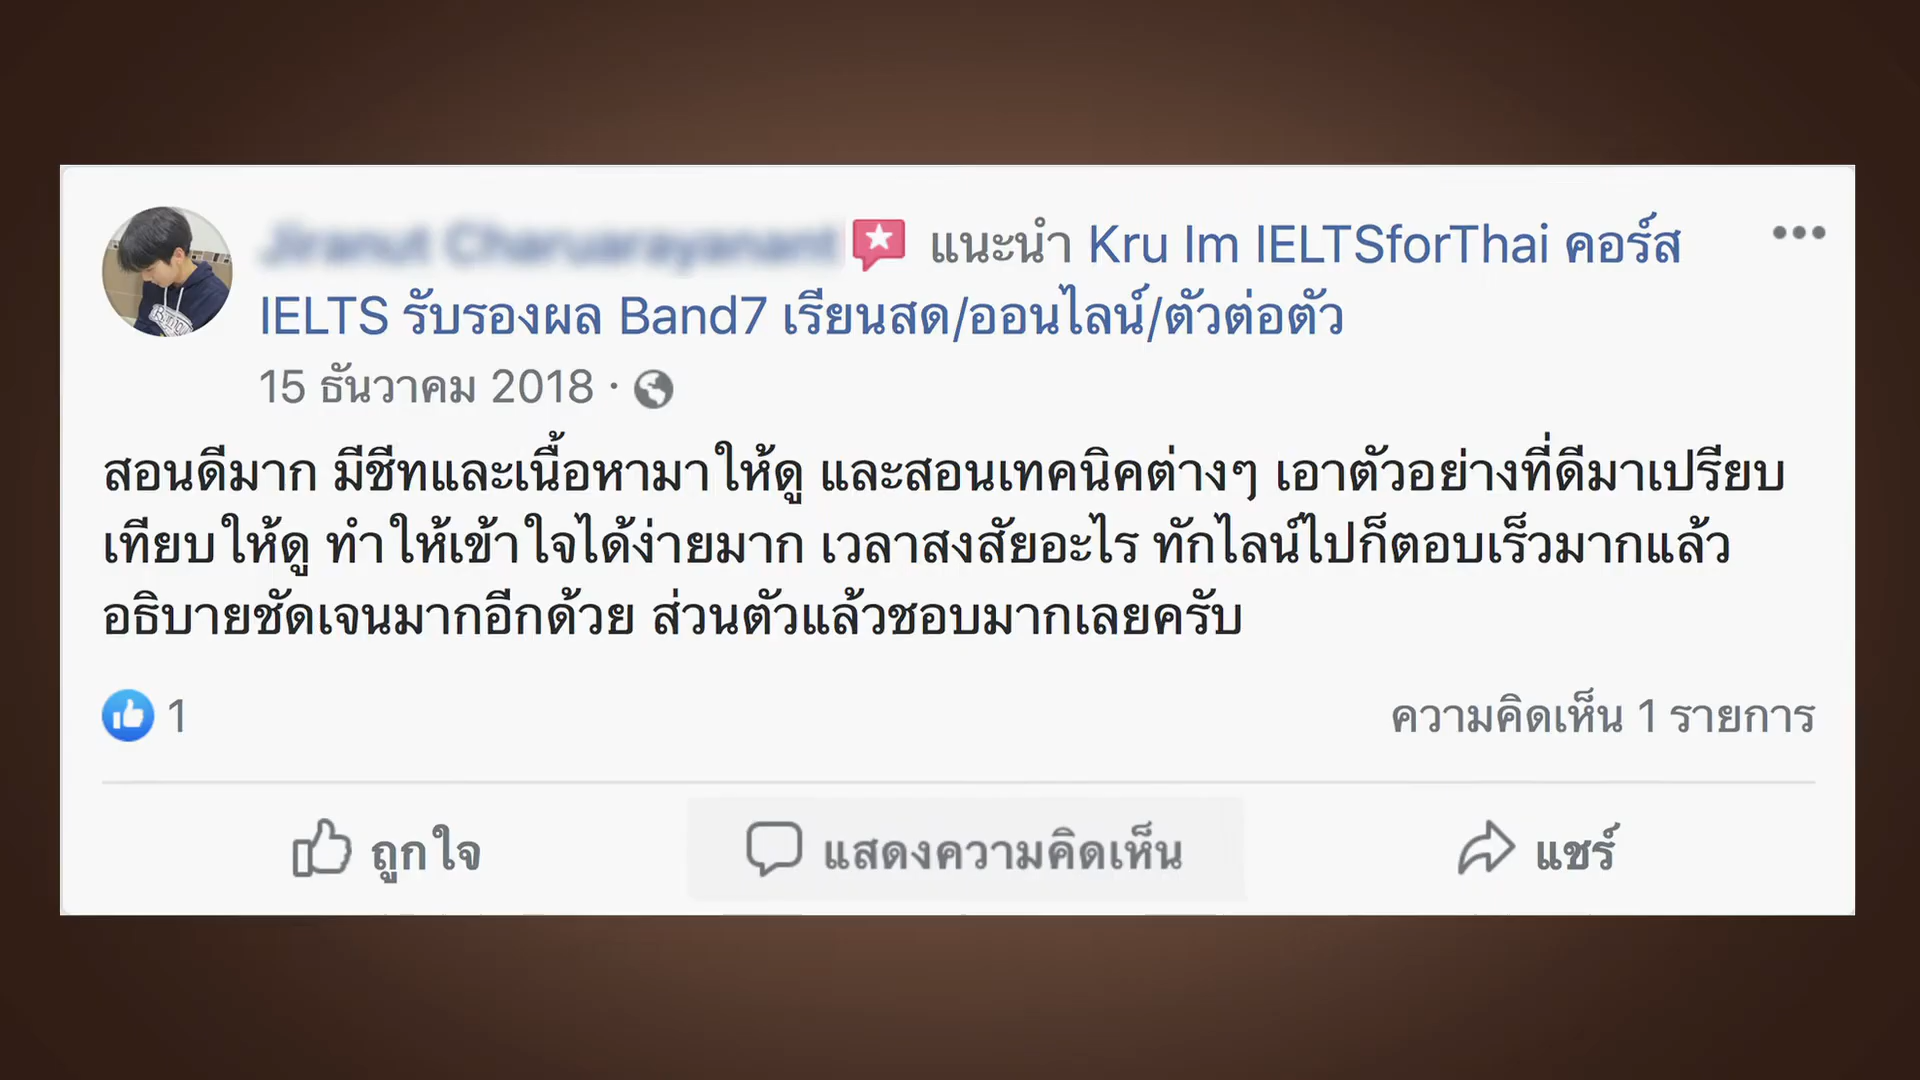 แนะนำ Kru Im IELTSforThai คอร์ส
IELTS รับรองผล Band7 เรียนสด/ออนไลน์/ตัวต่อตัว
15 ธันวาคม 2018 ·
สอนดีมาก มีชีทและเนื้อหามาให้ดู และสอนเทคนิคต่างๆ เอาตัวอย่างที่ดีมาเปรียบ
เทียบให้ดู ทำให้เข้าใจได้ง่ายมาก เวลาสงสัยอะไร ทักไลน์ไปก็ตอบเร็วมากแล้ว
อธิบายชัดเจนมากอีกด้วย ส่วนตัวแล้วชอบมากเลยครับ
1
ความคิดเห็น 1 รายการ
ถูกใจ
แสดงความคิดเห็น
แชร์